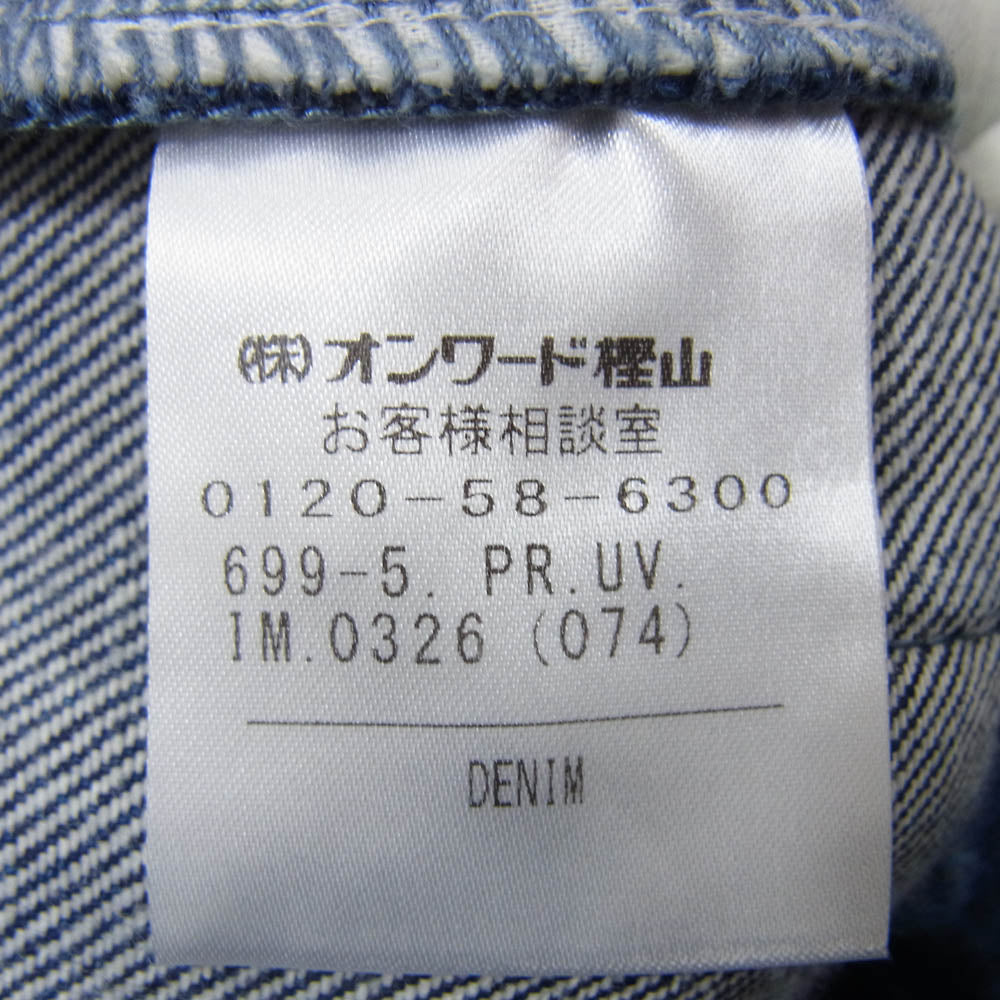 (株)オンワード樫山
お客様相談室
0120-58-6300
699-5. PR.UV.
IM.0326 (074)
DENIM